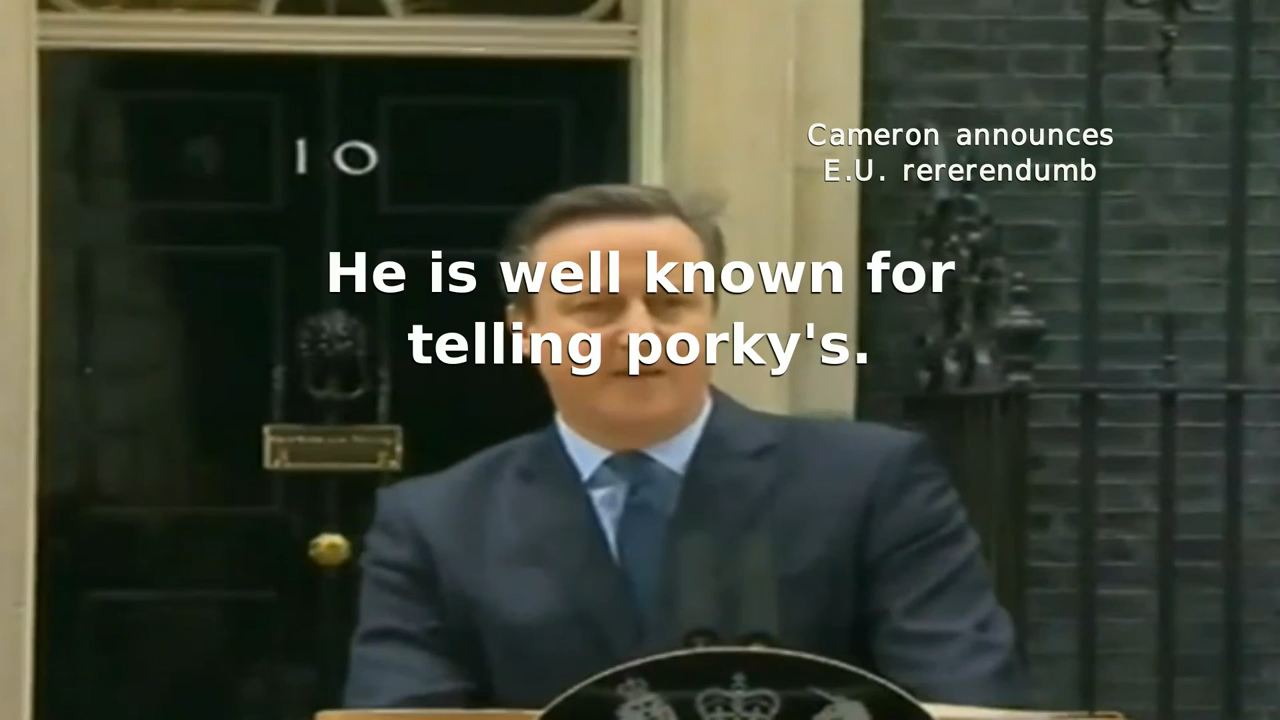 10
Cameron announces
E.U. rererendumb
He is well known for
telling porky's.